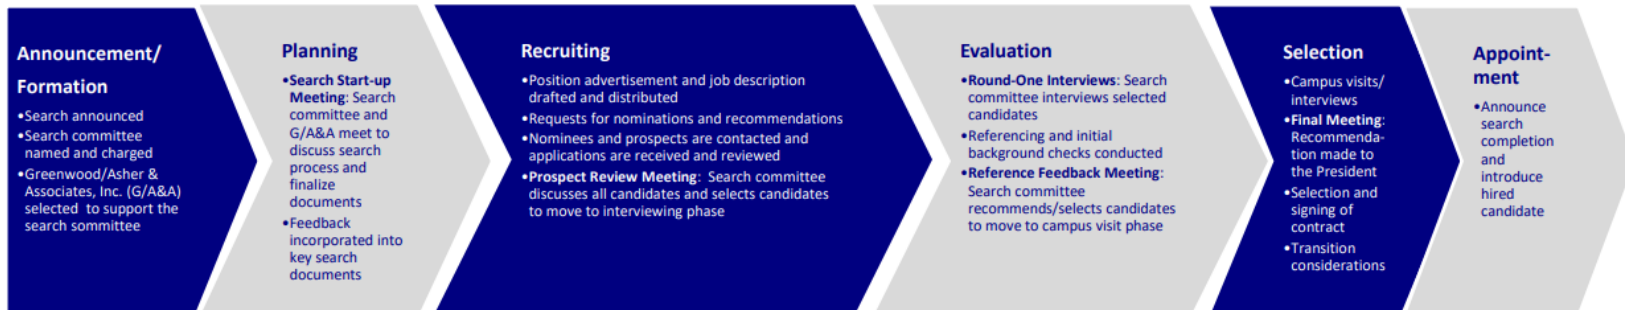 Announcement/
Formation
•Search announced
•Search committee
named and charged
•Greenwood/Asher &
Associates, Inc. (G/A&A)
selected to support the
search sommittee
Planning
•Search Start-up
Meeting: Search
committee and
G/A&A meet to
discuss search
process and
finalize
documents
•Feedback
incorporated into
key search
documents
Recruiting
•Position advertisement and job description
drafted and distributed
•Requests for nominations and recommendations
•Nominees and prospects are contacted and
applications are received and reviewed
•Prospect Review Meeting: Search committee
discusses all candidates and selects candidates
to move to interviewing phase
Evaluation
•Round-One Interviews: Search
committee interviews selected
candidates
•Referencing and initial
background checks conducted
•Reference Feedback Meeting:
Search committee
recommends/selects candidates
to move to campus visit phase
Selection
•Campus visits/
interviews
•Final Meeting:
Recommenda-
tion made to
the President
•Selection and
signing of
contract
•Transition
considerations
Appoint-
ment
•Announce
search
completion
and
introduce
hired
candidate